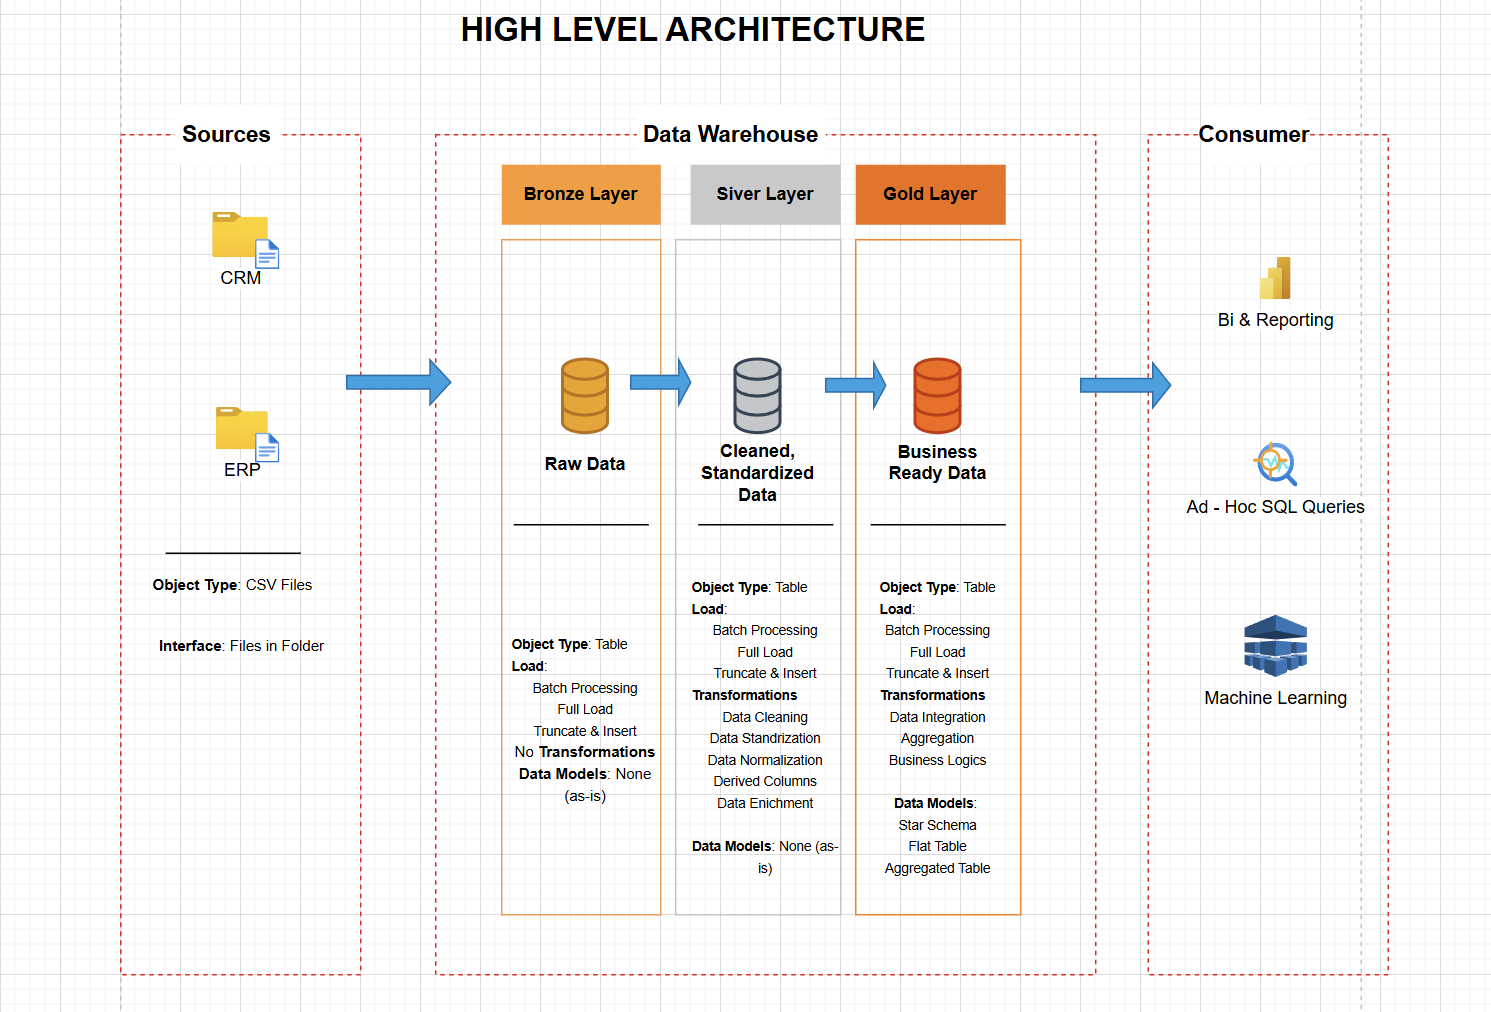 HIGH LEVEL ARCHITECTURE
Sources
CRM
ERP
Object Type: CSV Files
Interface: Files in Folder
Data Warehouse
Bronze Layer
Raw Data
Object Type: Table
Load:
Batch Processing
Full Load
Truncate & Insert
No Transformations
Data Models: None
(as-is)
Siver Layer
Cleaned,
Standardized
Data
Object Type: Table
Load:
Batch Processing
Full Load
Truncate & Insert
Transformations
Data Cleaning
Data Standrization
Data Normalization
Derived Columns
Data Enichment
Data Models: None (as-
is)
Gold Layer
Business
Ready Data
Object Type: Table
Load:
Batch Processing
Full Load
Truncate & Insert
Transformations
Data Integration
Aggregation
Business Logics
Data Models:
Star Schema
Flat Table
Aggregated Table
Consumer
Bi & Reporting
Ad - Hoc SQL Queries
Machine Learning